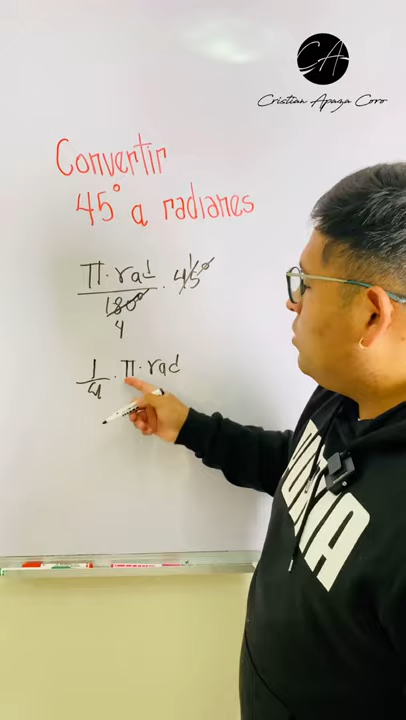 CA
Cristian Apaza Coro
Convertir
45° a radianes
π · rad / 180° · 45°
4
1/4 · π · rad
PUMA